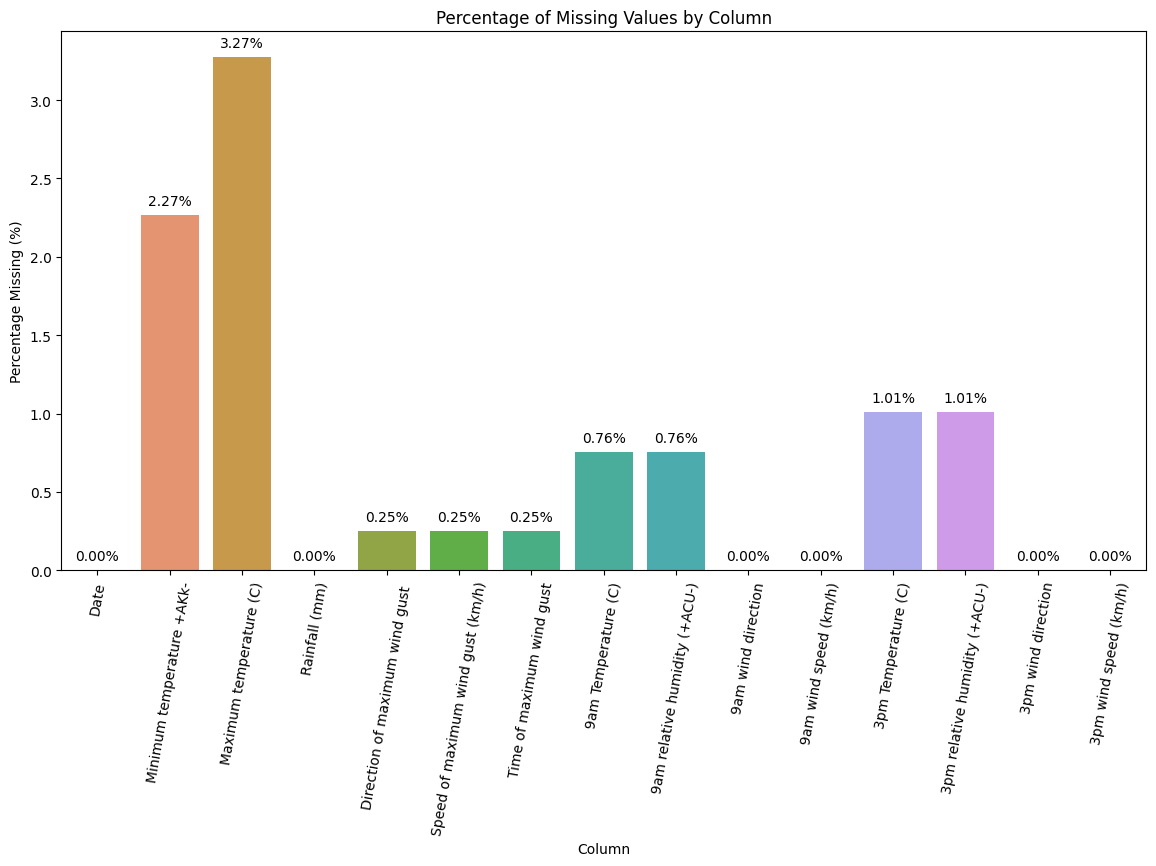 Percentage of Missing Values by Column
3.27%
2.27%
1.01%
1.01%
0.76%
0.76%
0.25%
0.25%
0.25%
0.00%
0.00%
0.00%
0.00%
0.00%
0.00%
3.0
2.5
2.0
1.5
1.0
0.5
0.0
Percentage Missing (%)
Date
Minimum temperature +AKk-
Maximum temperature (C)
Rainfall (mm)
Direction of maximum wind gust
Speed of maximum wind gust (km/h)
Time of maximum wind gust
9am Temperature (C)
9am relative humidity (+ACU-)
9am wind direction
9am wind speed (km/h)
3pm Temperature (C)
3pm relative humidity (+ACU-)
3pm wind direction
3pm wind speed (km/h)
Column